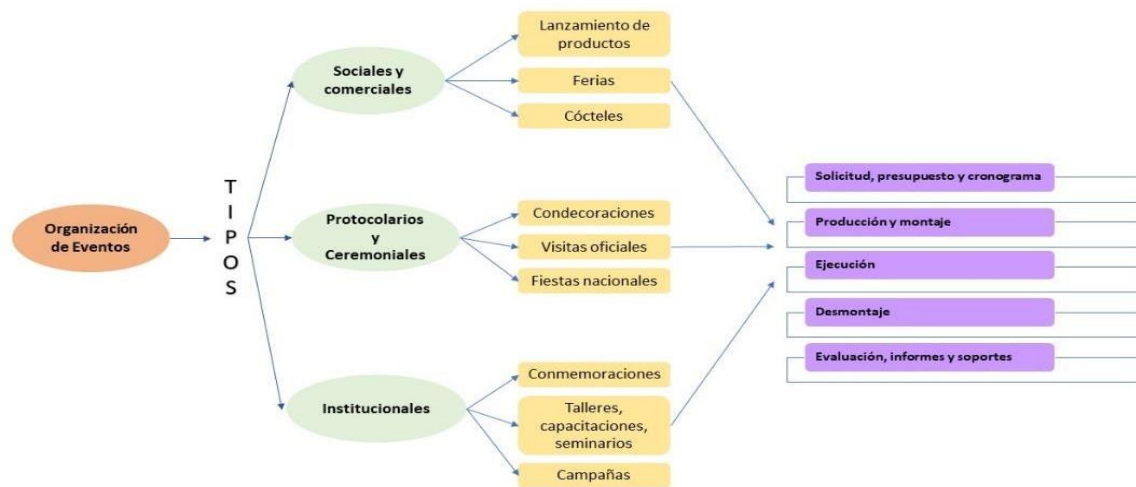 Organización
de Eventos
T
I
P
O
S
Sociales y
comerciales
Lanzamiento de
productos
Ferias
Cócteles
Protocolarios
y
Ceremoniales
Condecoraciones
Visitas oficiales
Fiestas nacionales
Institucionales
Conmemoraciones
Talleres,
capacitaciones,
seminarios
Campañas
Solicitud, presupuesto y cronograma
Producción y montaje
Ejecución
Desmontaje
Evaluación, informes y soportes